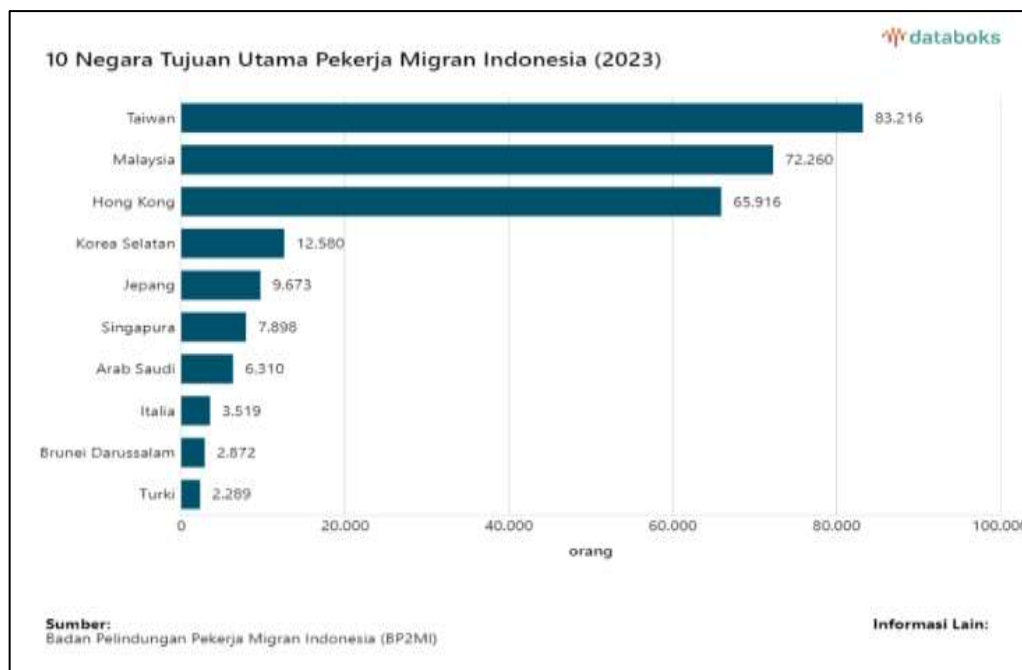 databoks
10 Negara Tujuan Utama Pekerja Migran Indonesia (2023)
Taiwan 83.216
Malaysia 72.260
Hong Kong 65.916
Korea Selatan 12.580
Jepang 9.673
Singapura 7.898
Arab Saudi 6.310
Italia 3.519
Brunei Darussalam 2.872
Turki 2.289
0 20.000 40.000 60.000 80.000 100.000
orang
Sumber: Informasi Lain:
Badan Pelindungan Pekerja Migran Indonesia (BP2MI)